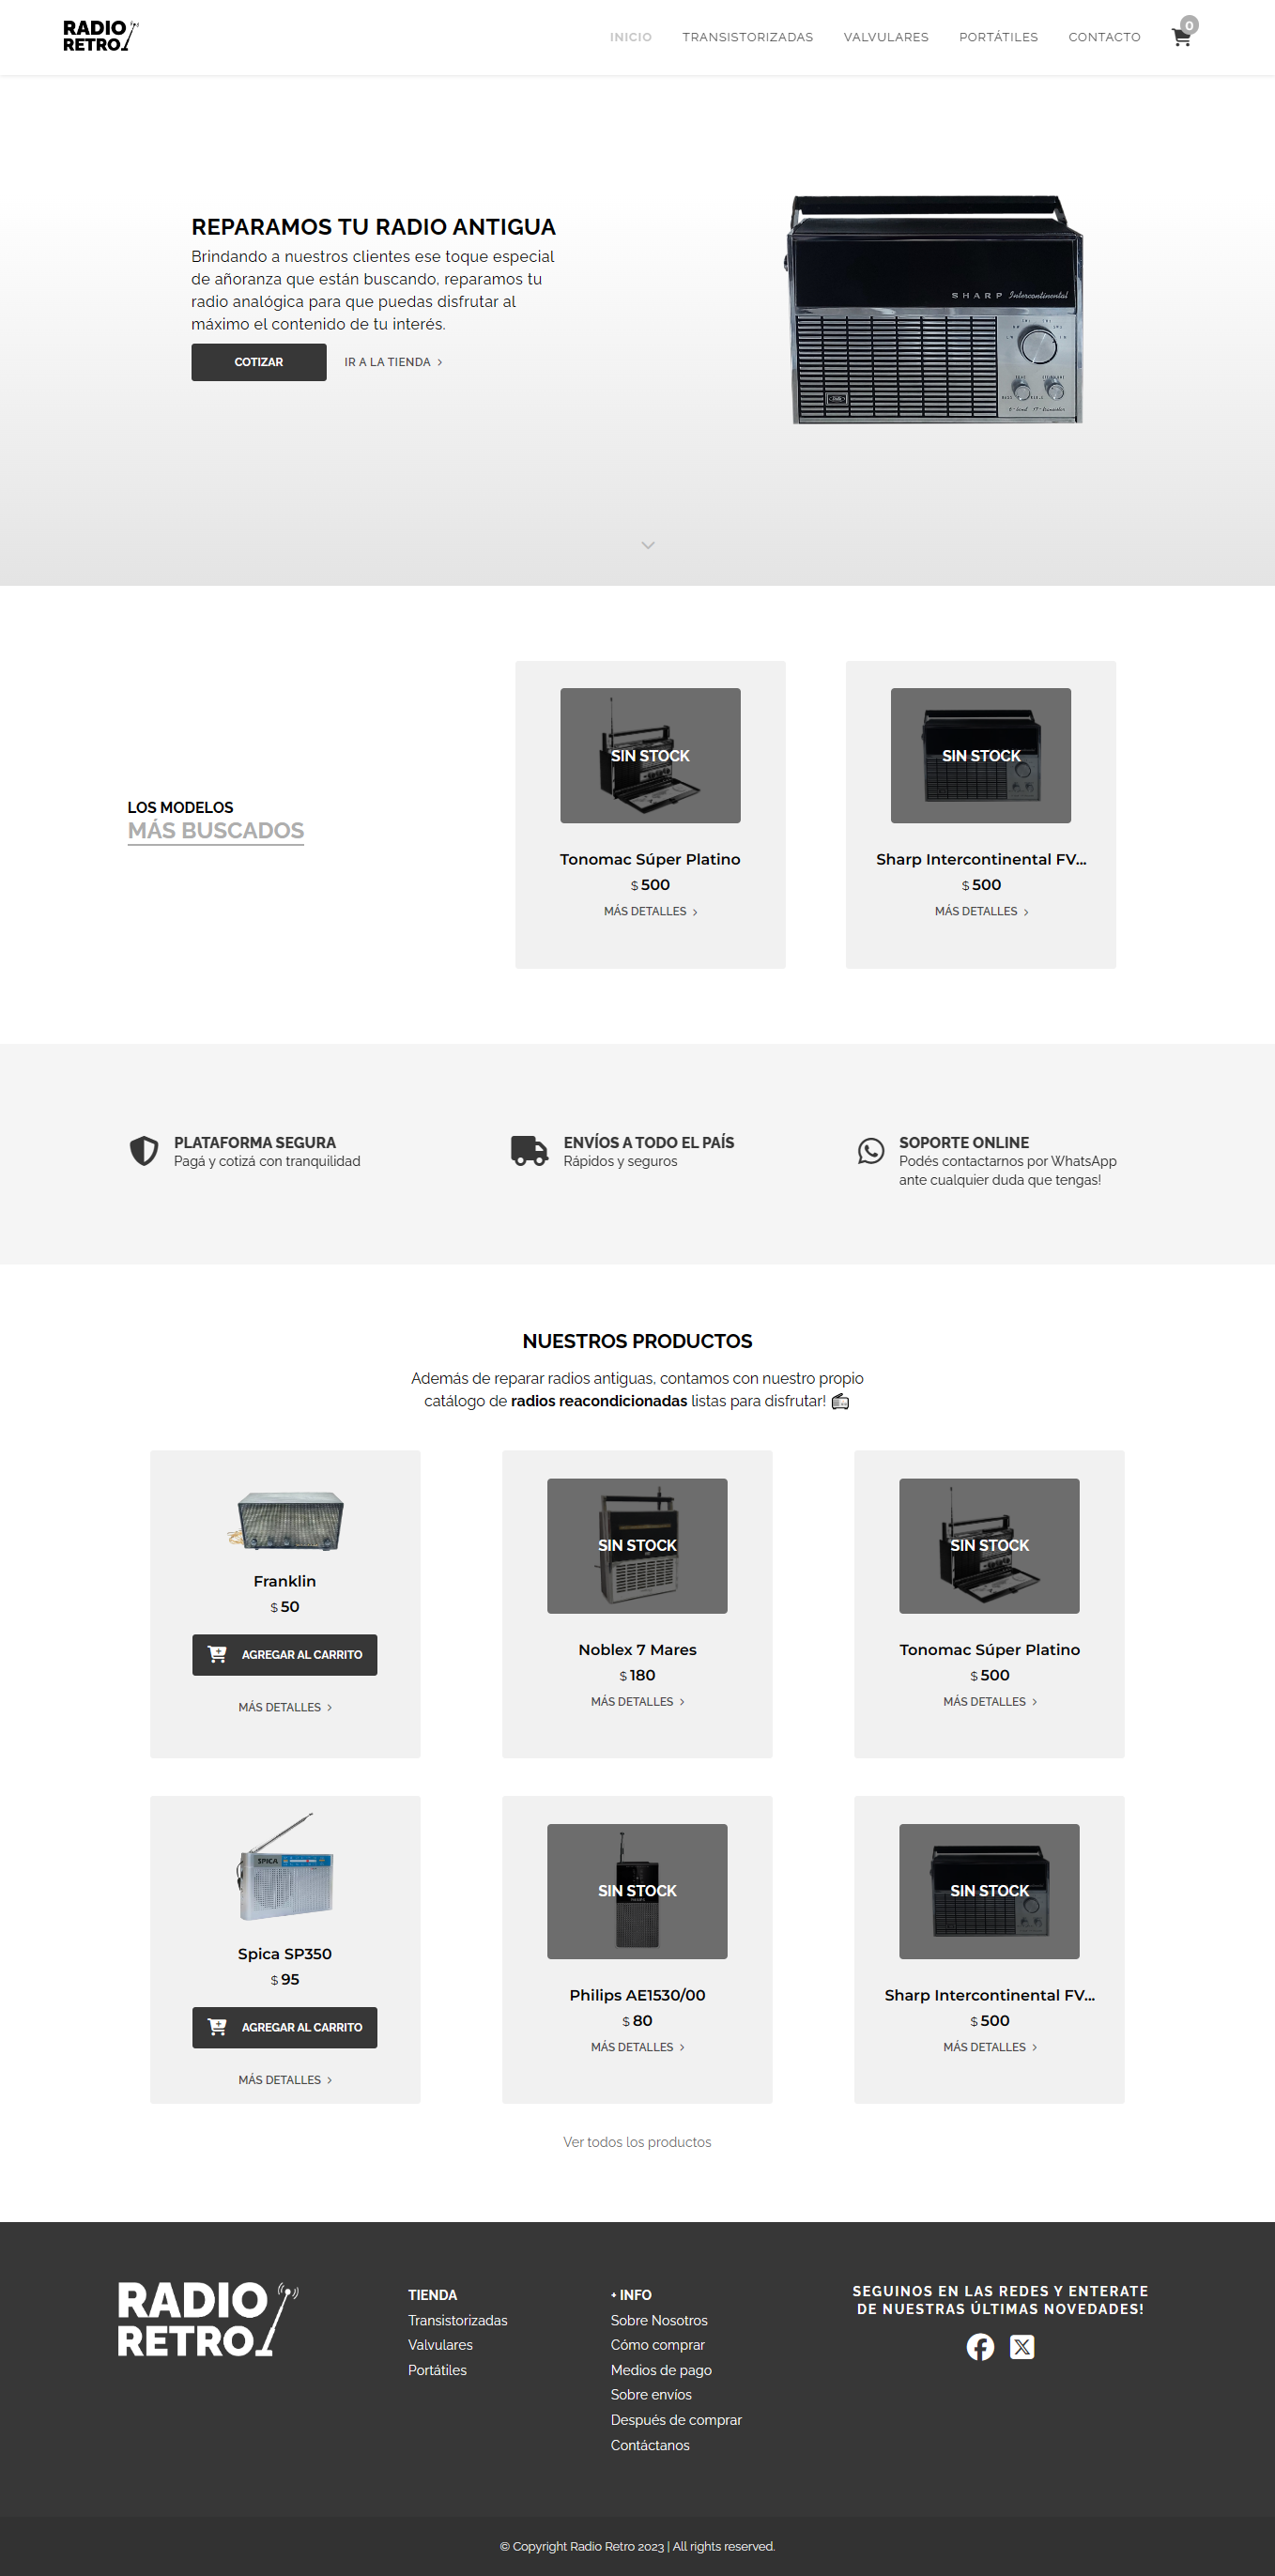 RADIO
RETRO
INICIO TRANSISTORIZADAS VALVULARES PORTÁTILES CONTACTO 0
REPARAMOS TU RADIO ANTIGUA
Brindando a nuestros clientes ese toque especial
de añoranza que están buscando, reparamos tu
radio analógica para que puedas disfrutar al
máximo el contenido de tu interés.
COTIZAR IR A LA TIENDA
SHARP Intercontinental
LOS MODELOS
MÁS BUSCADOS
SIN STOCK
Tonomac Súper Platino
$ 500
MÁS DETALLES
SIN STOCK
Sharp Intercontinental FV...
$ 500
MÁS DETALLES
PLATAFORMA SEGURA
Pagá y cotizá con tranquilidad
ENVÍOS A TODO EL PAÍS
Rápidos y seguros
SOPORTE ONLINE
Podés contactarnos por WhatsApp
ante cualquier duda que tengas!
NUESTROS PRODUCTOS
Además de reparar radios antiguas, contamos con nuestro propio
catálogo de radios reacondicionadas listas para disfrutar!
Franklin
$ 50
AGREGAR AL CARRITO
MÁS DETALLES
SIN STOCK
Noblex 7 Mares
$ 180
MÁS DETALLES
SIN STOCK
Tonomac Súper Platino
$ 500
MÁS DETALLES
SPICA
Spica SP350
$ 95
AGREGAR AL CARRITO
MÁS DETALLES
SIN STOCK
Philips AE1530/00
$ 80
MÁS DETALLES
SIN STOCK
Sharp Intercontinental FV...
$ 500
MÁS DETALLES
Ver todos los productos
RADIO
RETRO
TIENDA
Transistorizadas
Valvulares
Portátiles
+ INFO
Sobre Nosotros
Cómo comprar
Medios de pago
Sobre envíos
Después de comprar
Contáctanos
SEGUINOS EN LAS REDES Y ENTERATE
DE NUESTRAS ÚLTIMAS NOVEDADES!
© Copyright Radio Retro 2023 | All rights reserved.